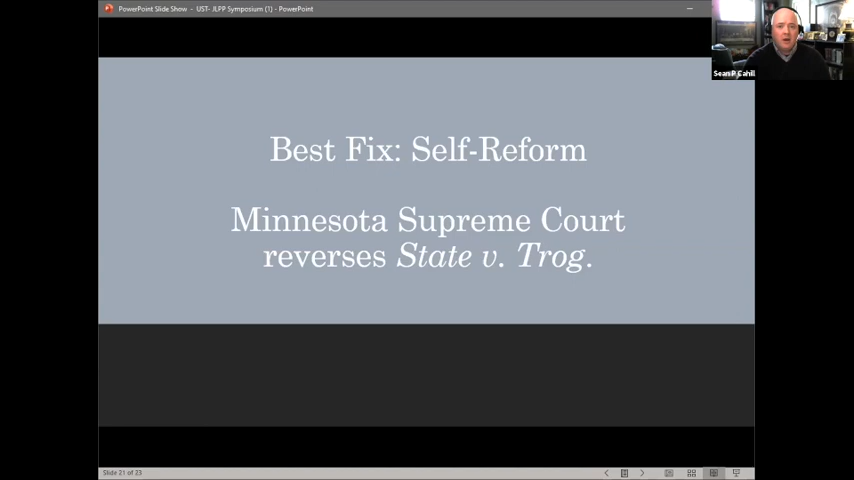 PowerPoint Slide Show - UST- JLPP Symposium (1) - PowerPoint
Sean P Cahill
Best Fix: Self-Reform
Minnesota Supreme Court
reverses State v. Trog.
Slide 21 of 23